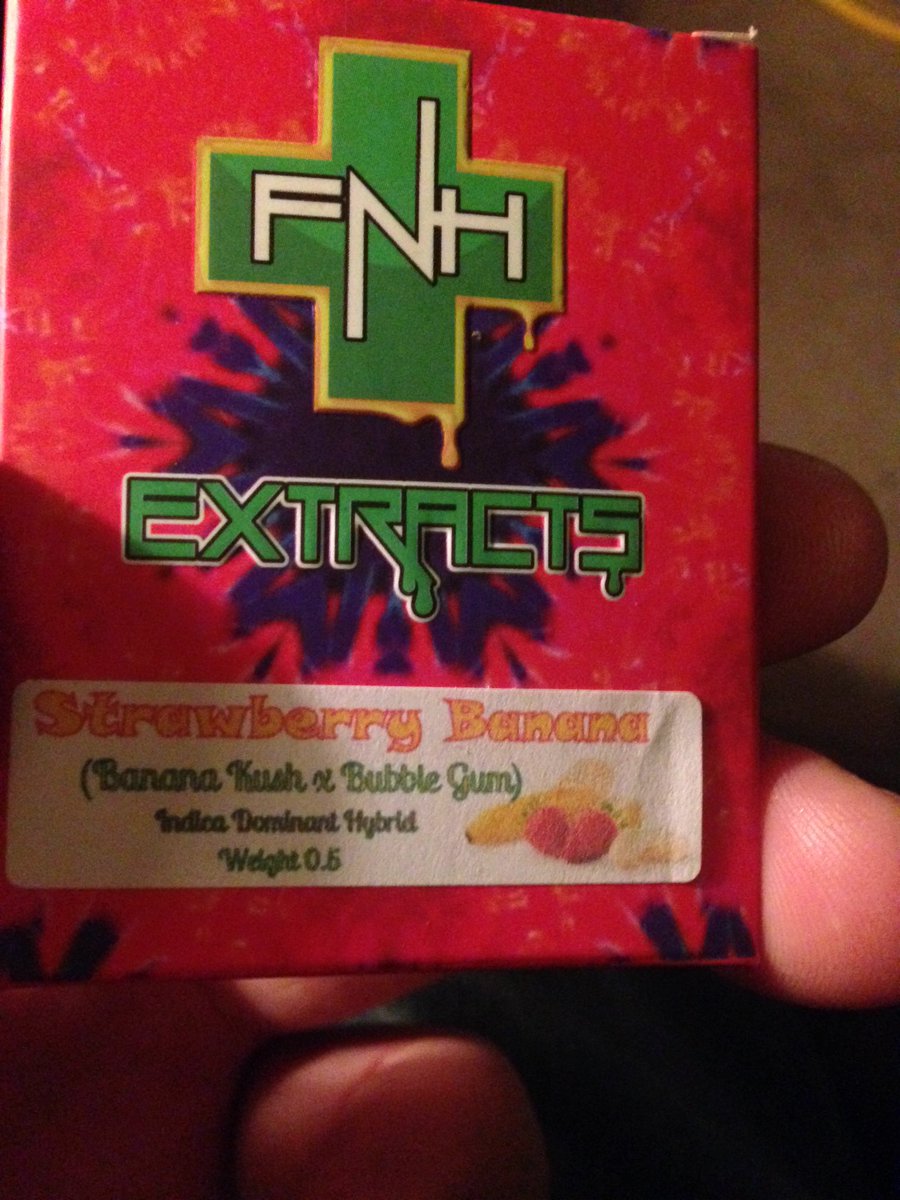 FNH
EXTRACTS
Strawberry Banana
(Banana Kush x Bubble Gum)
Indica Dominant Hybrid
Weight 0.5